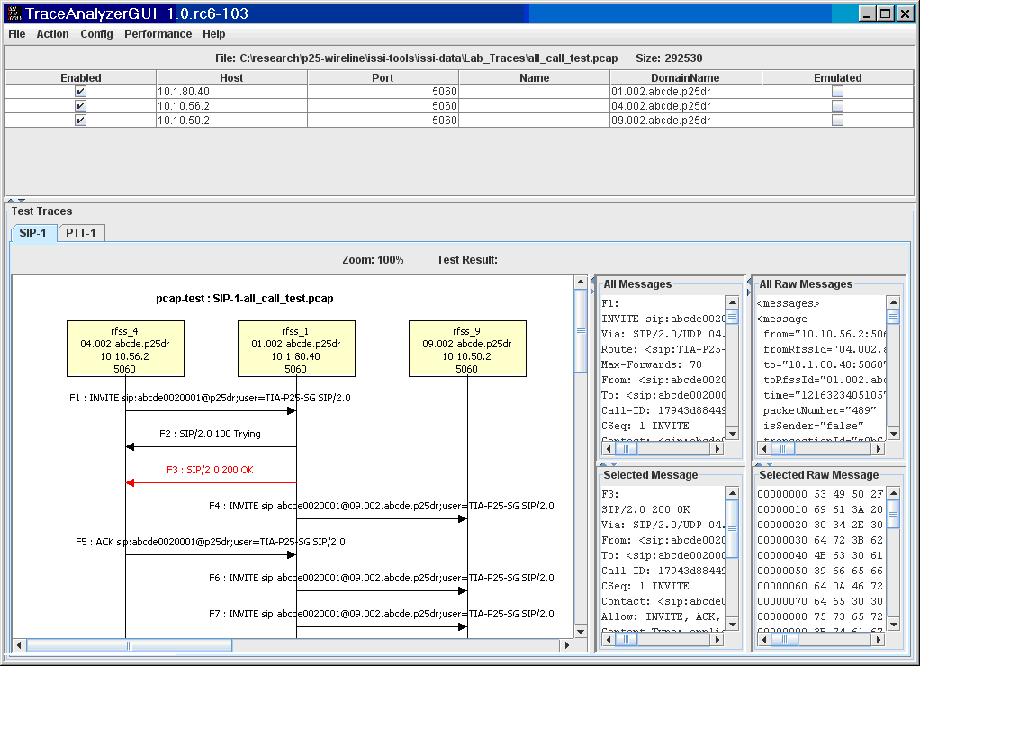 TraceAnalyzerGUI 1.0.rc6-103
File Action Config Performance Help
File: C:\research\p25-wireline\issi-tools\issi-data\Lab_Traces\all_call_test.pcap Size: 292530
Enabled Host Port Name DomainName Emulated
10.1.80.40 5060 01.002.abcde.p25dr
10.10.56.2 5060 04.002.abcde.p25dr
10.10.50.2 5060 09.002.abcde.p25dr
Test Traces
SIP-1 PTT-1
Zoom: 100% Test Result:
pcap-test : SIP-1-all_call_test.pcap
rfss_4
04.002.abcde.p25dr
10.10.56.2
5060
rfss_1
01.002.abcde.p25dr
10.1.80.40
5060
rfss_9
09.002.abcde.p25dr
10.10.50.2
5060
F1 : INVITE sip:abcde0020001@p25dr;user=TIA-P25-SG SIP/2.0
F2 : SIP/2.0 100 Trying
F3 : SIP/2.0 200 OK
F4 : INVITE sip:abcde0020001@09.002.abcde.p25dr;user=TIA-P25-SG SIP/2.0
F5 : ACK sip:abcde0020001@p25dr;user=TIA-P25-SG SIP/2.0
F6 : INVITE sip:abcde0020001@09.002.abcde.p25dr;user=TIA-P25-SG SIP/2.0
F7 : INVITE sip:abcde0020001@09.002.abcde.p25dr;user=TIA-P25-SG SIP/2.0
All Messages
F1:
INVITE sip:abcde0020
Via: SIP/2.0/UDP 04.
Route: <sip:TIA-P25-
Max-Forwards: 70
From: <sip:abcde0020
To: <sip:abcde002000
Call-ID: 17943d88449
CSeq: 1 INVITE
Contact: <sip:abcde0
All Raw Messages
<messages>
<message
from="10.10.56.2:506
fromRfssId="04.002.a
to="10.1.80.40:5060"
toRfssId="01.002.abc
time="1216323405105"
packetNumber="489"
isSender="false"
Selected Message
F3:
SIP/2.0 200 OK
Via: SIP/2.0/UDP 04.
From: <sip:abcde0020
To: <sip:abcde002000
Call-ID: 17943d88449
CSeq: 1 INVITE
Contact: <sip:abcde0
Allow: INVITE, ACK,
Content-Type: appli
Selected Raw Message
00000000 53 49 50 2F
00000010 69 61 3A 20
00000020 30 34 2E 30
00000030 64 72 3B 62
00000040
00000050 39 66 65 66
00000060 64 0A 46 72
00000070
00000080 75 73 65 72